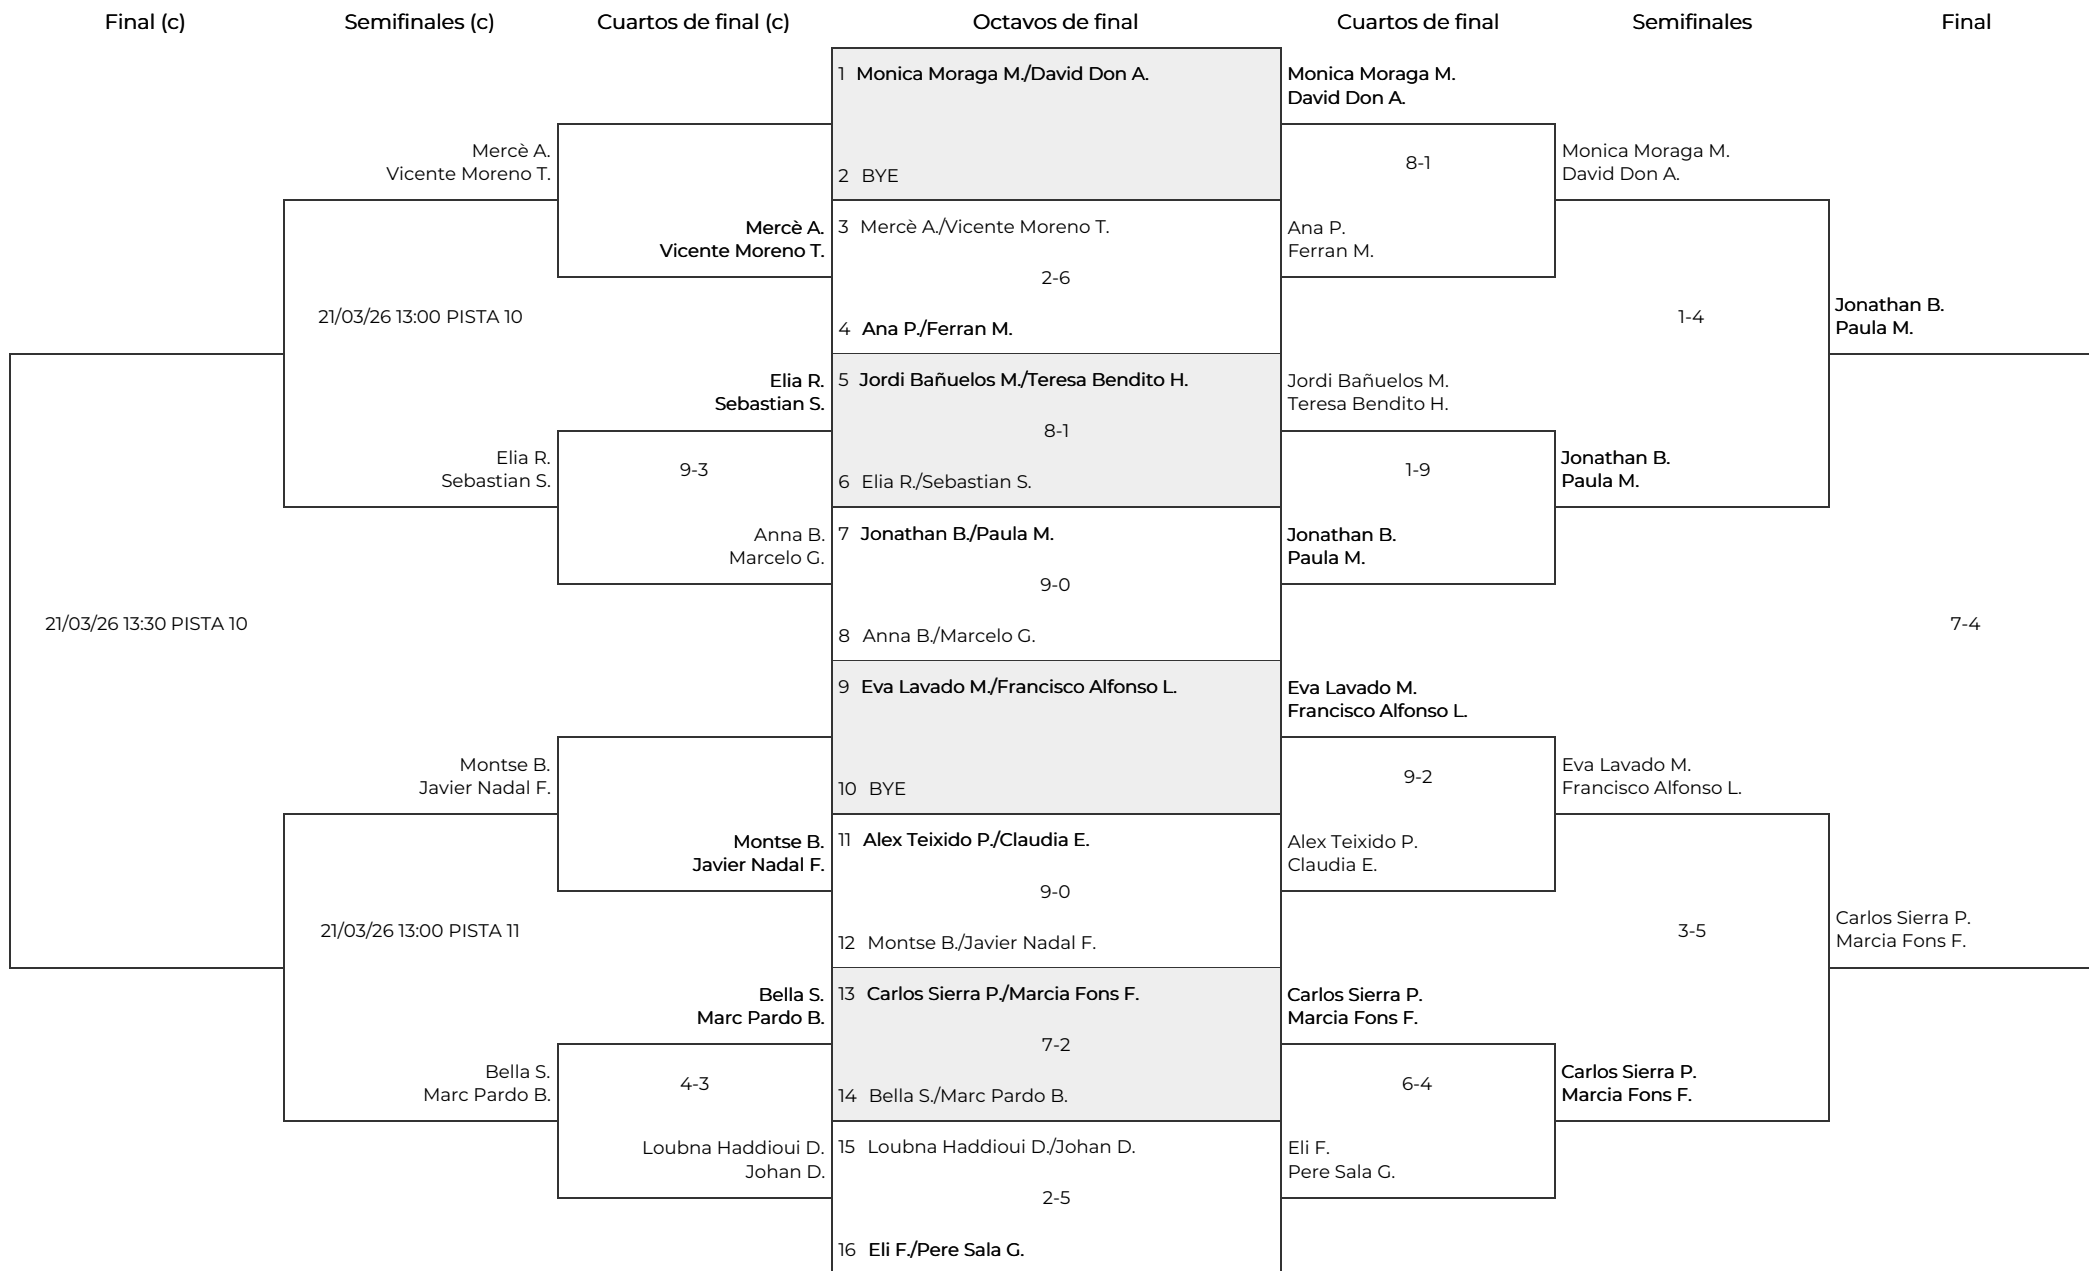 Final (c)
Semifinales (c)
Cuartos de final (c)
Octavos de final
Cuartos de final
Semifinales
Final
21/03/26 13:30 PISTA 10
Mercè A.
Vicente Moreno T.
21/03/26 13:00 PISTA 10
Elia R.
Sebastian S.
Montse B.
Javier Nadal F.
21/03/26 13:00 PISTA 11
Bella S.
Marc Pardo B.
Mercè A.
Vicente Moreno T.
Elia R.
Sebastian S.
9-3
Anna B.
Marcelo G.
Montse B.
Javier Nadal F.
Bella S.
Marc Pardo B.
4-3
Loubna Haddioui D.
Johan D.
1 Monica Moraga M./David Don A.
2 BYE
3 Mercè A./Vicente Moreno T.
2-6
4 Ana P./Ferran M.
5 Jordi Bañuelos M./Teresa Bendito H.
8-1
6 Elia R./Sebastian S.
7 Jonathan B./Paula M.
9-0
8 Anna B./Marcelo G.
9 Eva Lavado M./Francisco Alfonso L.
10 BYE
11 Alex Teixido P./Claudia E.
9-0
12 Montse B./Javier Nadal F.
13 Carlos Sierra P./Marcia Fons F.
7-2
14 Bella S./Marc Pardo B.
15 Loubna Haddioui D./Johan D.
2-5
16 Eli F./Pere Sala G.
Monica Moraga M.
David Don A.
8-1
Ana P.
Ferran M.
Jordi Bañuelos M.
Teresa Bendito H.
1-9
Jonathan B.
Paula M.
Eva Lavado M.
Francisco Alfonso L.
9-2
Alex Teixido P.
Claudia E.
Carlos Sierra P.
Marcia Fons F.
6-4
Eli F.
Pere Sala G.
Monica Moraga M.
David Don A.
1-4
Jonathan B.
Paula M.
Eva Lavado M.
Francisco Alfonso L.
3-5
Carlos Sierra P.
Marcia Fons F.
Jonathan B.
Paula M.
7-4
Carlos Sierra P.
Marcia Fons F.